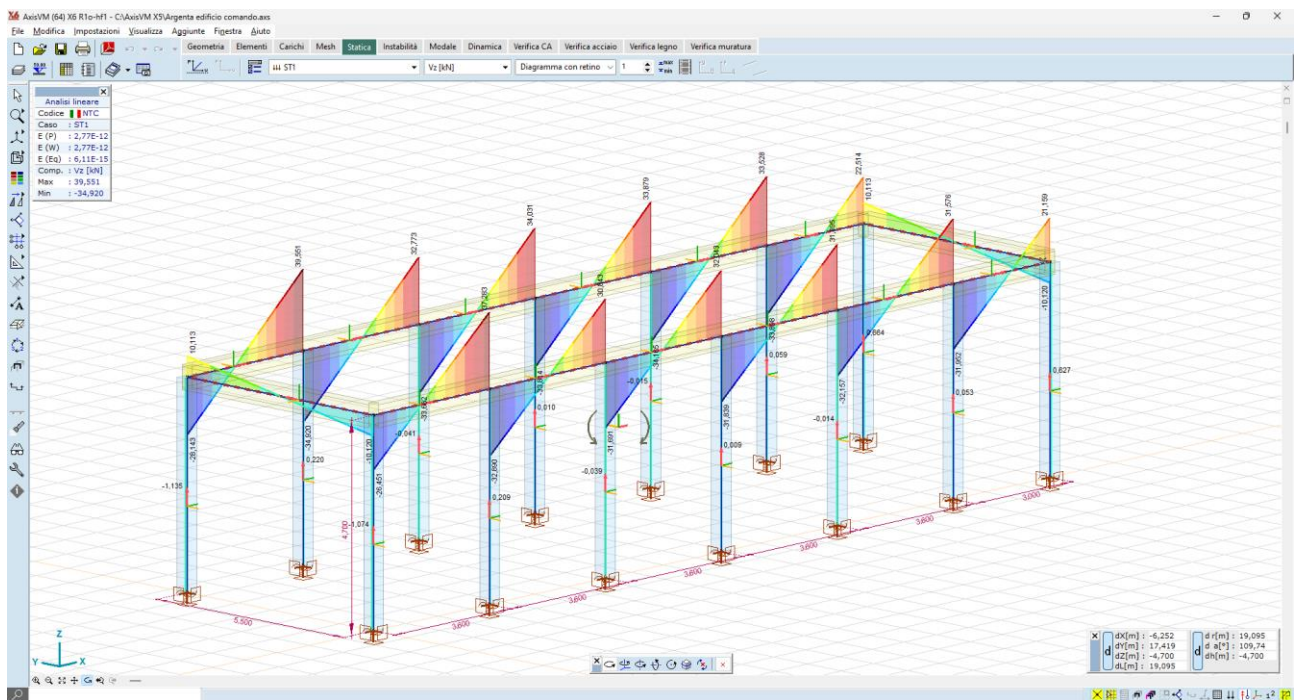 AxisVM (64) X6 R1o-hf1 - C:\AxisVM X5\Argenta edificio comando.axs
File Modifica Impostazioni Visualizza Aggiunte Finestra Aiuto
Geometria Elementi Carichi Mesh Statica Instabilità Modale Dinamica Verifica CA Verifica acciaio Verifica legno Verifica muratura
ST1 Vz [kN] Diagramma con retino 1
Analisi lineare
Codice NTC
Caso : ST1
E (P) : 2,77E-12
E (W) : 2,77E-12
E (Eq) : 6,11E-15
Comp. : Vz [kN]
Max : 39,551
Min : -34,920
33,528
22,514
10,113
33,879
31,576
21,159
34,031
32,773
39,551
37,283
10,113
-10,120
0,664
0,059
0,627
-31,952
0,053
-32,157
-0,014
-34,185
-0,015
-31,839
0,009
-31,691
-0,039
0,010
-0,041
-34,920
0,220
-28,143
-10,120
-26,451
-32,690
0,209
-1,135
-1,074
4,700
5,500
3,600
3,600
3,600
3,600
3,600
3,000
Z
Y
X
dX[m] : -6,252
dY[m] : 17,419
dZ[m] : -4,700
dL[m] : 19,095
d r[m] : 19,095
d a[°] : 109,74
dh[m] : -4,700
d
d